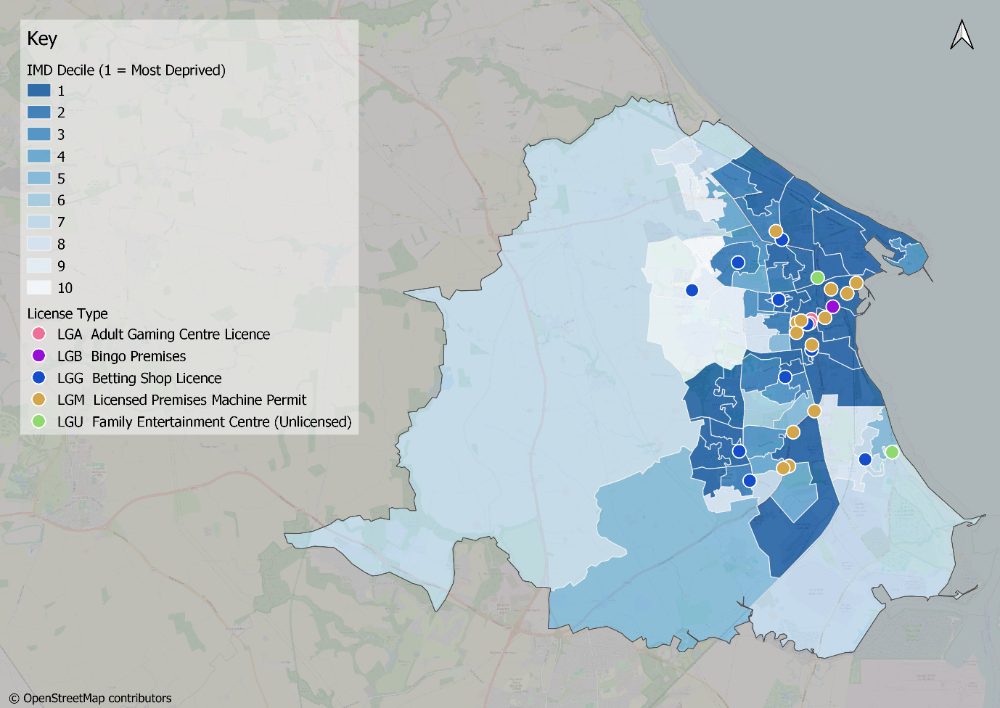 Key
IMD Decile (1 = Most Deprived)
1
2
3
4
5
6
7
8
9
10
License Type
LGA Adult Gaming Centre Licence
LGB Bingo Premises
LGG Betting Shop Licence
LGM Licensed Premises Machine Permit
LGU Family Entertainment Centre (Unlicensed)
© OpenStreetMap contributors